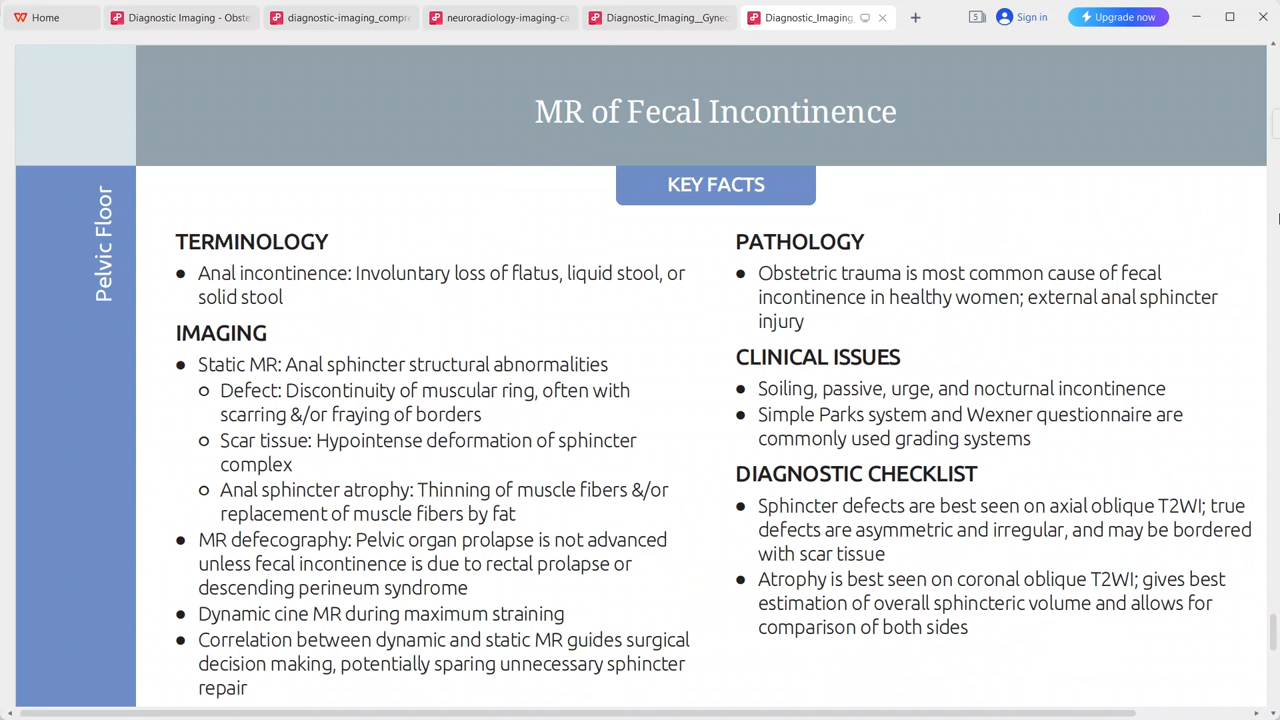 Home
Diagnostic Imaging - Obste
diagnostic-imaging_compre
neuroradiology-imaging-ca
Diagnostic_Imaging__Gynec
Diagnostic_Imaging_
5
Sign in
Upgrade now
MR of Fecal Incontinence
Pelvic Floor
KEY FACTS
TERMINOLOGY
• Anal incontinence: Involuntary loss of flatus, liquid stool, or
solid stool
IMAGING
• Static MR: Anal sphincter structural abnormalities
○ Defect: Discontinuity of muscular ring, often with
scarring &/or fraying of borders
○ Scar tissue: Hypointense deformation of sphincter
complex
○ Anal sphincter atrophy: Thinning of muscle fibers &/or
replacement of muscle fibers by fat
• MR defecography: Pelvic organ prolapse is not advanced
unless fecal incontinence is due to rectal prolapse or
descending perineum syndrome
• Dynamic cine MR during maximum straining
• Correlation between dynamic and static MR guides surgical
decision making, potentially sparing unnecessary sphincter
repair
PATHOLOGY
• Obstetric trauma is most common cause of fecal
incontinence in healthy women; external anal sphincter
injury
CLINICAL ISSUES
• Soiling, passive, urge, and nocturnal incontinence
• Simple Parks system and Wexner questionnaire are
commonly used grading systems
DIAGNOSTIC CHECKLIST
• Sphincter defects are best seen on axial oblique T2WI; true
defects are asymmetric and irregular, and may be bordered
with scar tissue
• Atrophy is best seen on coronal oblique T2WI; gives best
estimation of overall sphincteric volume and allows for
comparison of both sides